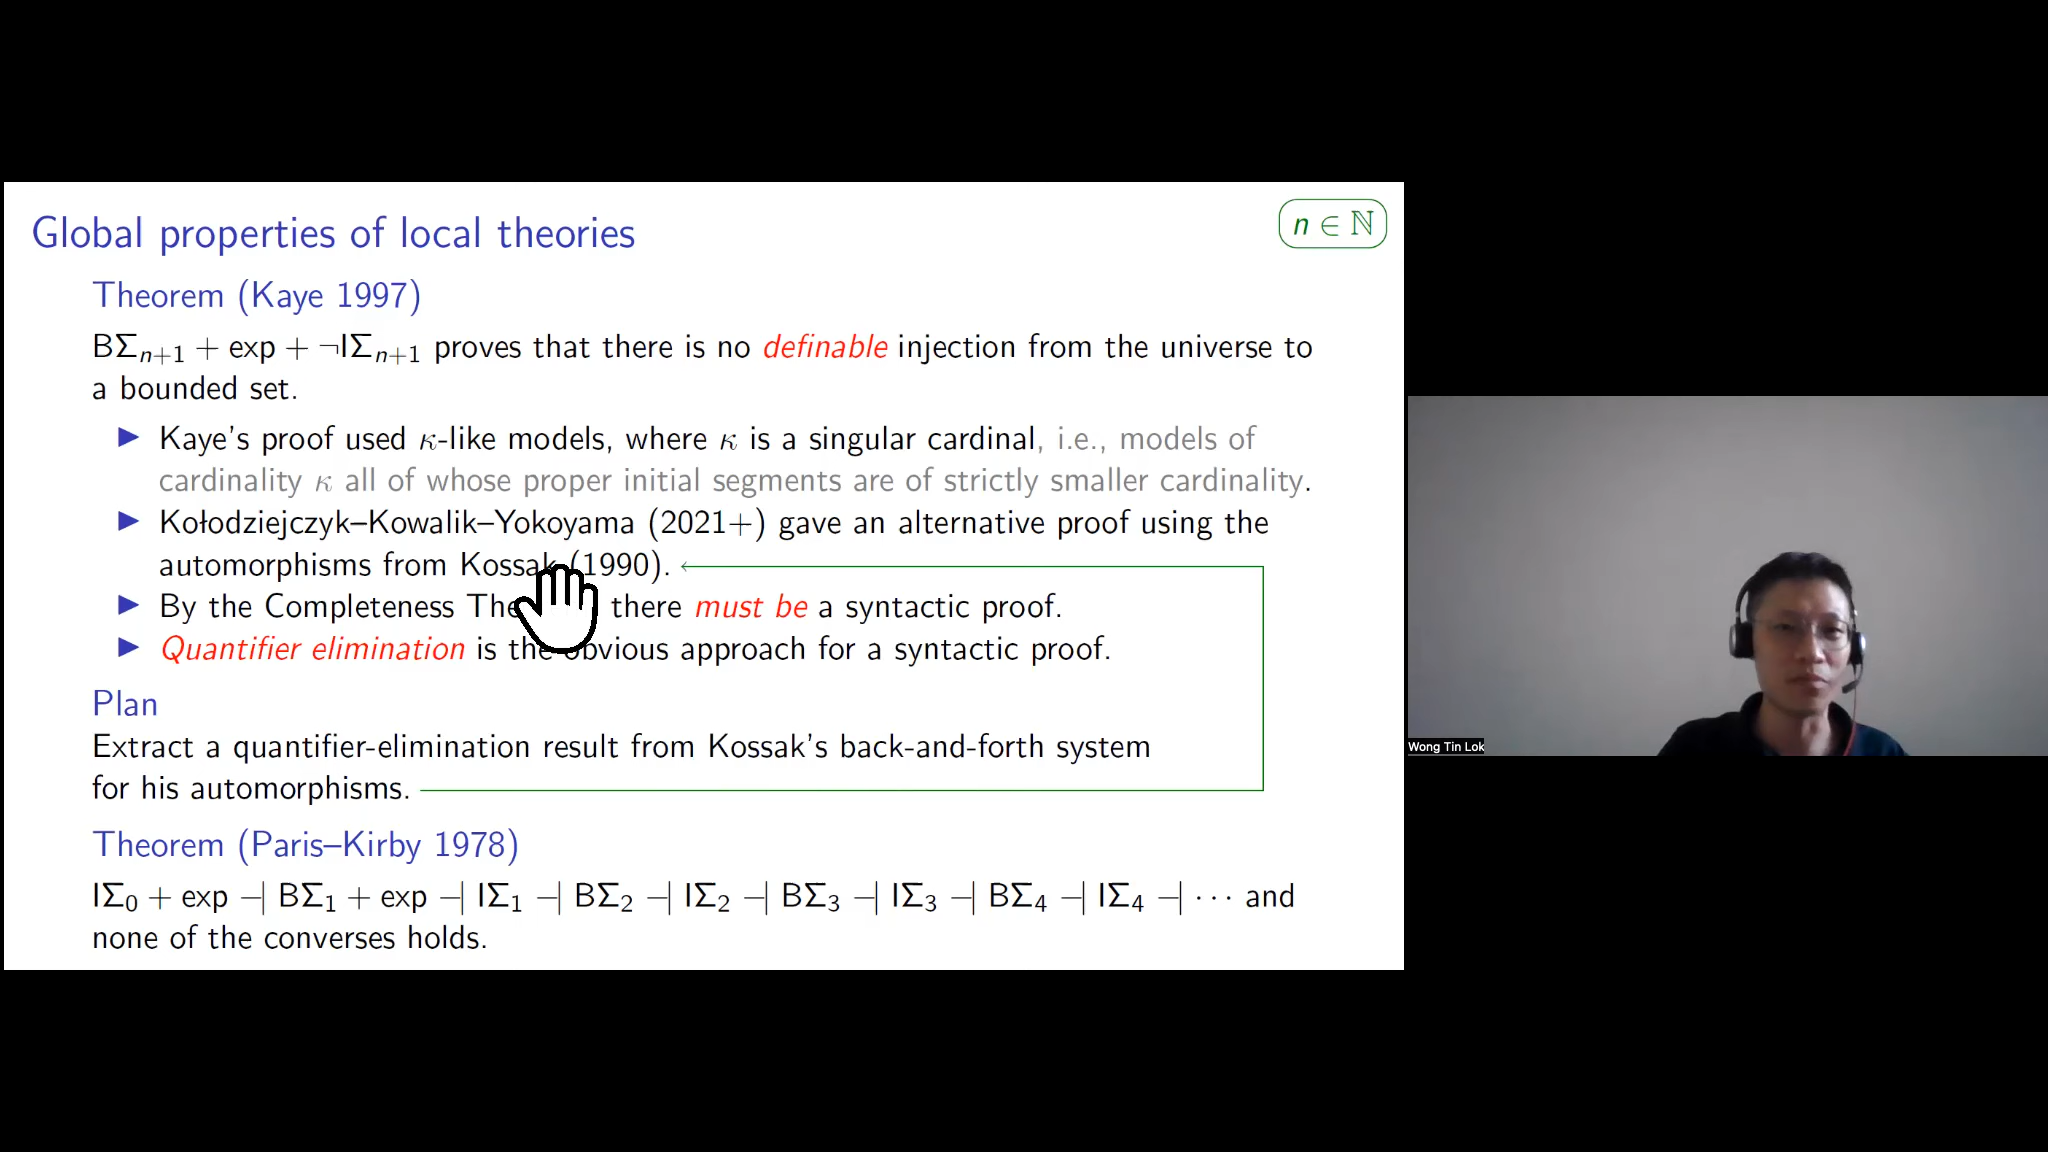 Global properties of local theories
n ∈ ℕ
Theorem (Kaye 1997)
BΣₙ₊₁ + exp + ¬IΣₙ₊₁ proves that there is no definable injection from the universe to
a bounded set.
▶ Kaye's proof used κ-like models, where κ is a singular cardinal, i.e., models of
cardinality κ all of whose proper initial segments are of strictly smaller cardinality.
▶ Kołodziejczyk–Kowalik–Yokoyama (2021+) gave an alternative proof using the
automorphisms from Kossak (1990).
▶ By the Completeness there must be a syntactic proof.
▶ Quantifier elimination is the obvious approach for a syntactic proof.
Plan
Extract a quantifier-elimination result from Kossak's back-and-forth system
for his automorphisms.
Theorem (Paris–Kirby 1978)
IΣ₀ + exp ⊣ BΣ₁ + exp ⊣ IΣ₁ ⊣ BΣ₂ ⊣ IΣ₂ ⊣ BΣ₃ ⊣ IΣ₃ ⊣ BΣ₄ ⊣ IΣ₄ ⊣ ⋯ and
none of the converses holds.
Wong Tin Lok